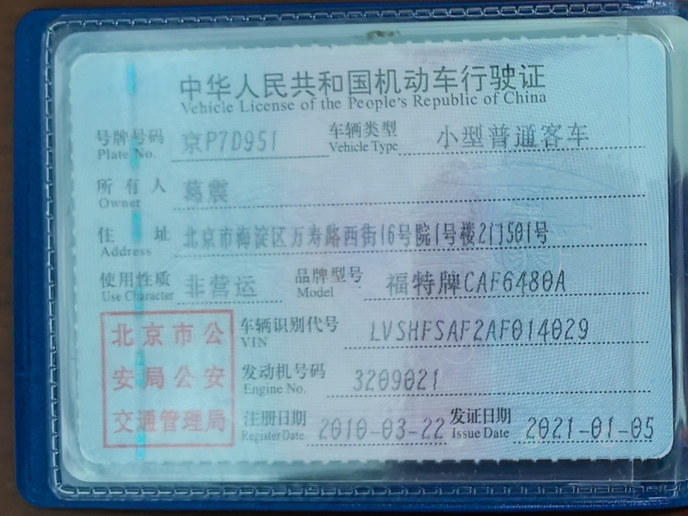 中华人民共和国机动车行驶证
Vehicle License of the People's Republic of China
号牌号码 京P7D951 车辆类型 小型普通客车
Plate No. Vehicle Type
所有人 葛震
Owner
住址 北京市海淀区万寿路西街16号院1号楼2门501号
Address
使用性质 非营运 品牌型号 福特牌CAF6480A
Use Character Model
北京市公安局公安交通管理局
车辆识别代号 LVSHFSAF2AF014029
VIN
发动机号码 3209021
Engine No.
注册日期 2010-03-22 发证日期 2021-01-05
Register Date Issue Date